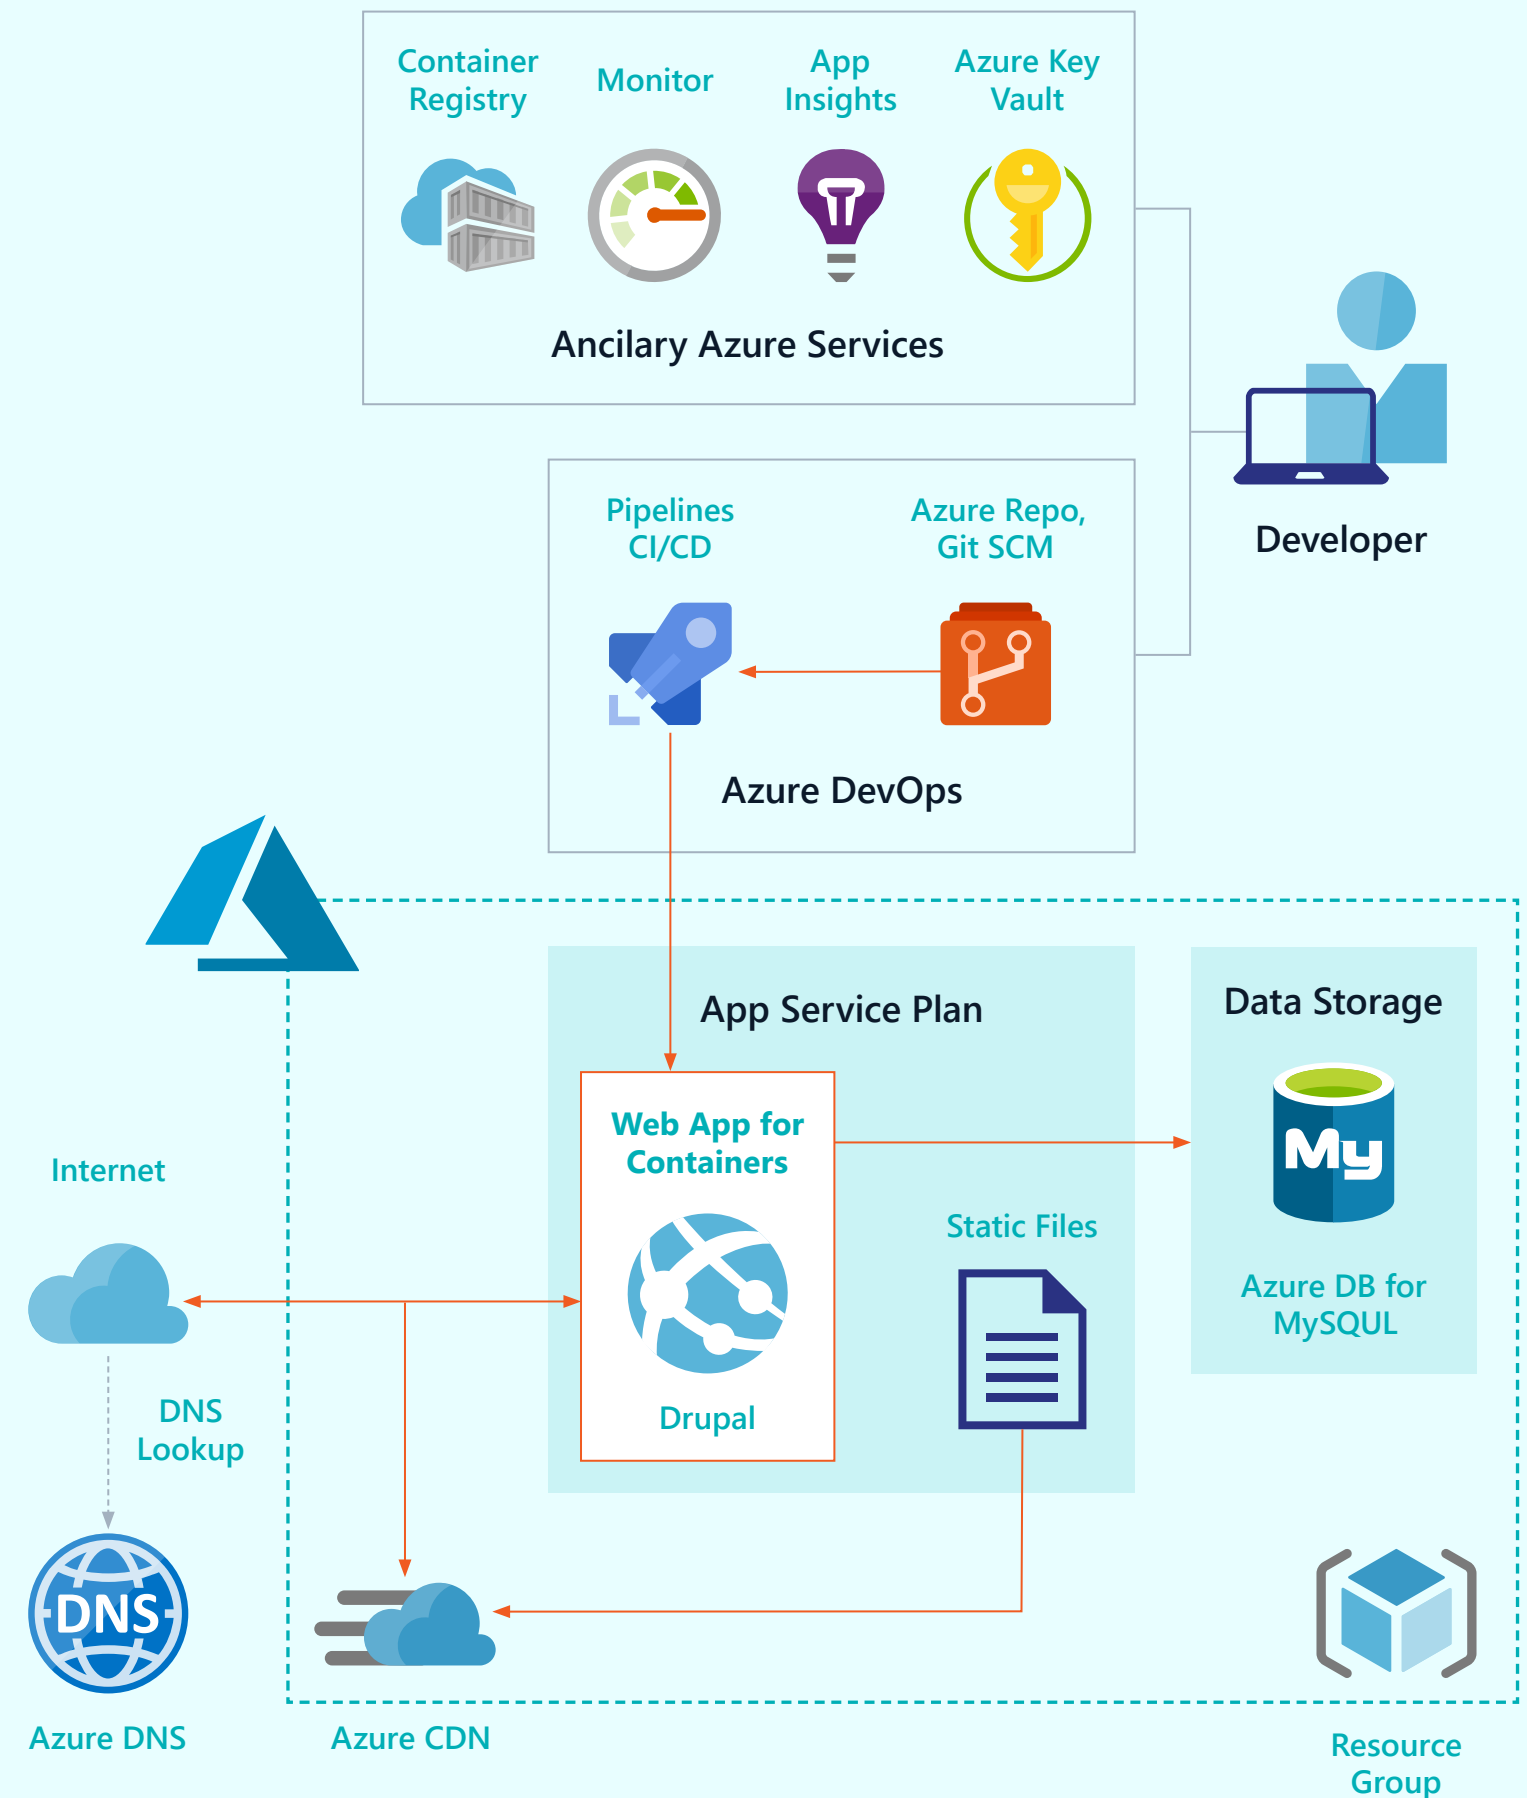 Container
Registry
Monitor
App
Insights
Azure Key
Vault
Ancilary Azure Services
Pipelines
CI/CD
Azure Repo,
Git SCM
Azure DevOps
Developer
App Service Plan
Data Storage
Web App for
Containers
My
Internet
Static Files
Azure DB for
MySQUL
Drupal
DNS
Lookup
DNS
Azure DNS
Azure CDN
Resource
Group